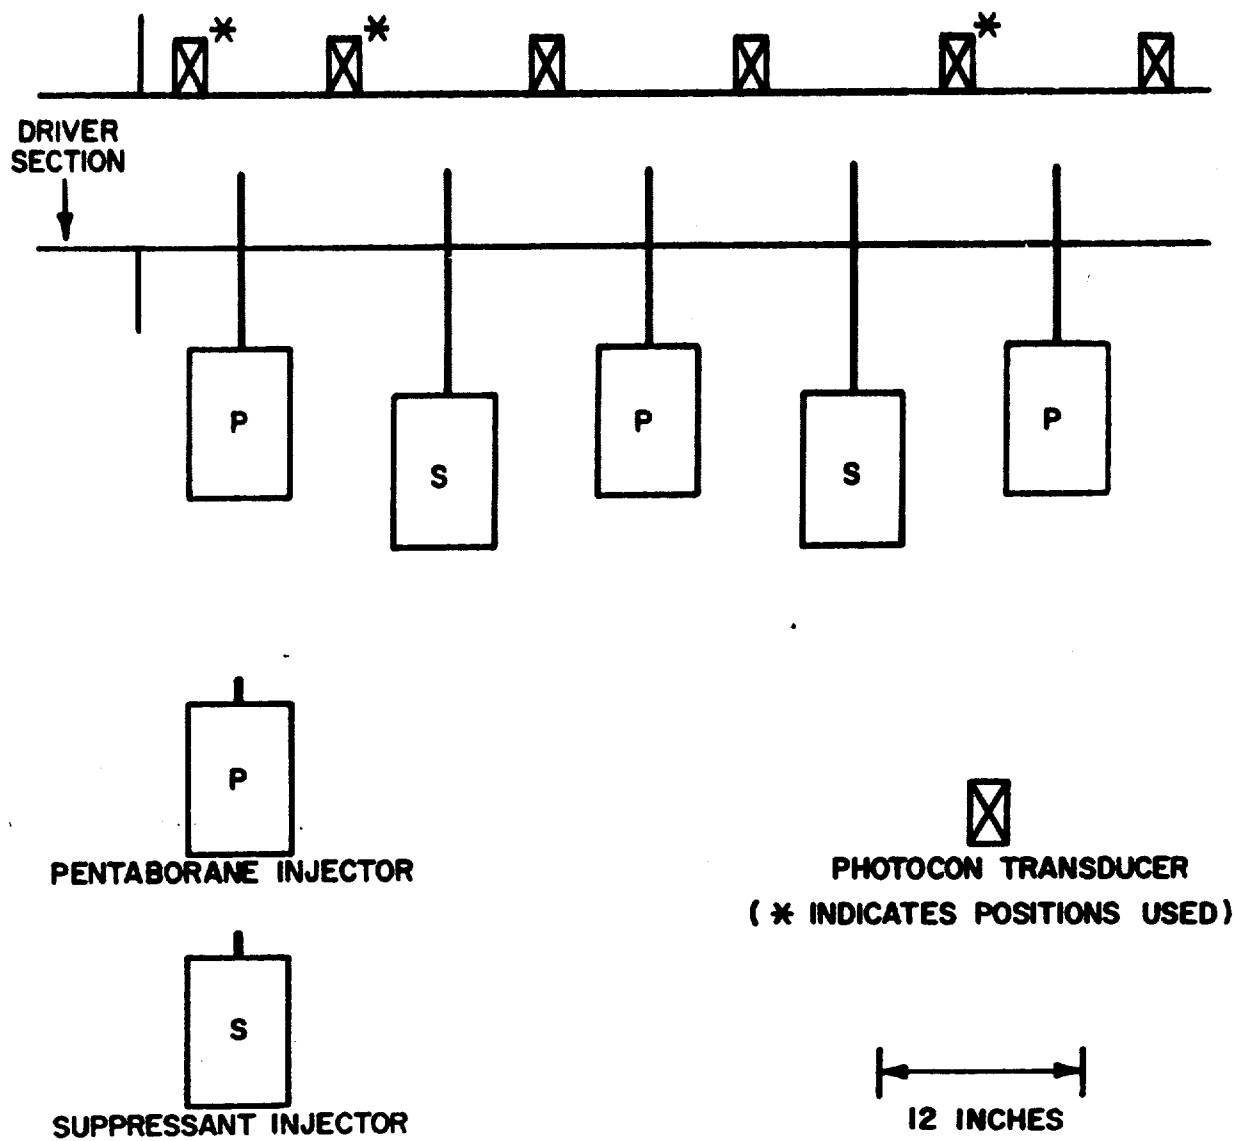 *
*
*
DRIVER
SECTION
P
S
P
S
P
P
PENTABORANE INJECTOR
PHOTOCON TRANSDUCER
( * INDICATES POSITIONS USED)
S
SUPPRESSANT INJECTOR
12 INCHES